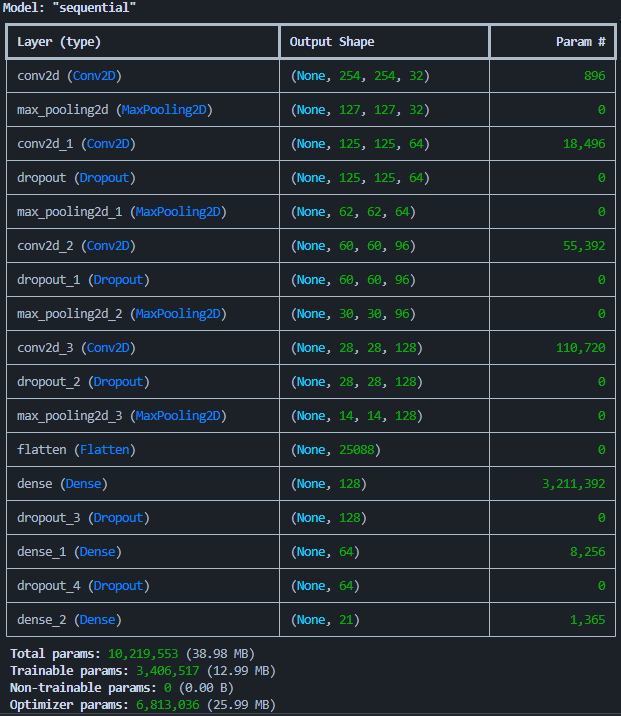 Model: "sequential"
Layer (type) Output Shape Param #
conv2d (Conv2D) (None, 254, 254, 32) 896
max_pooling2d (MaxPooling2D) (None, 127, 127, 32) 0
conv2d_1 (Conv2D) (None, 125, 125, 64) 18,496
dropout (Dropout) (None, 125, 125, 64) 0
max_pooling2d_1 (MaxPooling2D) (None, 62, 62, 64) 0
conv2d_2 (Conv2D) (None, 60, 60, 96) 55,392
dropout_1 (Dropout) (None, 60, 60, 96) 0
max_pooling2d_2 (MaxPooling2D) (None, 30, 30, 96) 0
conv2d_3 (Conv2D) (None, 28, 28, 128) 110,720
dropout_2 (Dropout) (None, 28, 28, 128) 0
max_pooling2d_3 (MaxPooling2D) (None, 14, 14, 128) 0
flatten (Flatten) (None, 25088) 0
dense (Dense) (None, 128) 3,211,392
dropout_3 (Dropout) (None, 128) 0
dense_1 (Dense) (None, 64) 8,256
dropout_4 (Dropout) (None, 64) 0
dense_2 (Dense) (None, 21) 1,365
Total params: 10,219,553 (38.98 MB)
Trainable params: 3,406,517 (12.99 MB)
Non-trainable params: 0 (0.00 B)
Optimizer params: 6,813,036 (25.99 MB)